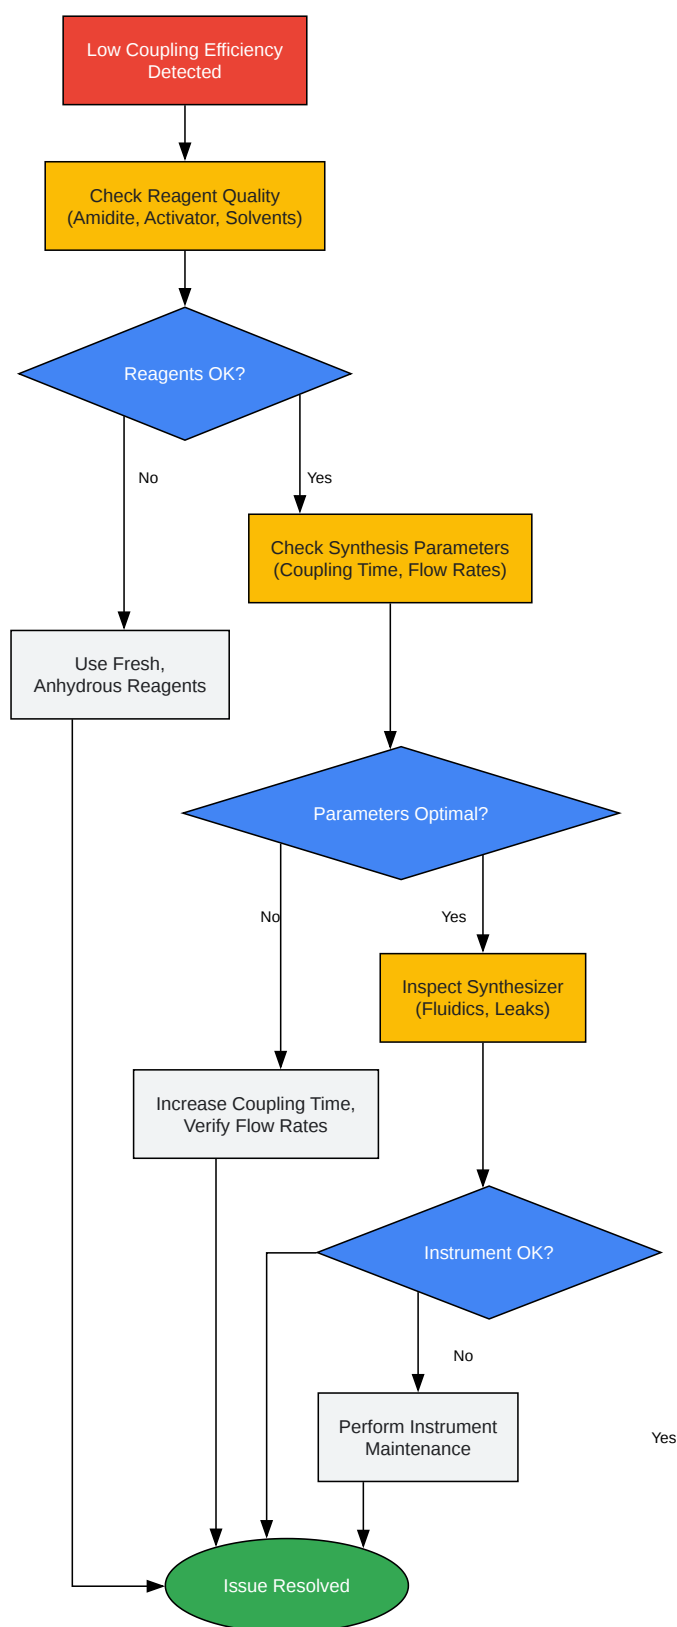 Low Coupling Efficiency
Detected
Check Reagent Quality
(Amidite, Activator, Solvents)
Reagents OK?
No
Yes
Check Synthesis Parameters
(Coupling Time, Flow Rates)
Use Fresh,
Anhydrous Reagents
Parameters Optimal?
No
Yes
Inspect Synthesizer
(Fluidics, Leaks)
Increase Coupling Time,
Verify Flow Rates
Instrument OK?
No
Perform Instrument
Maintenance
Yes
Issue Resolved